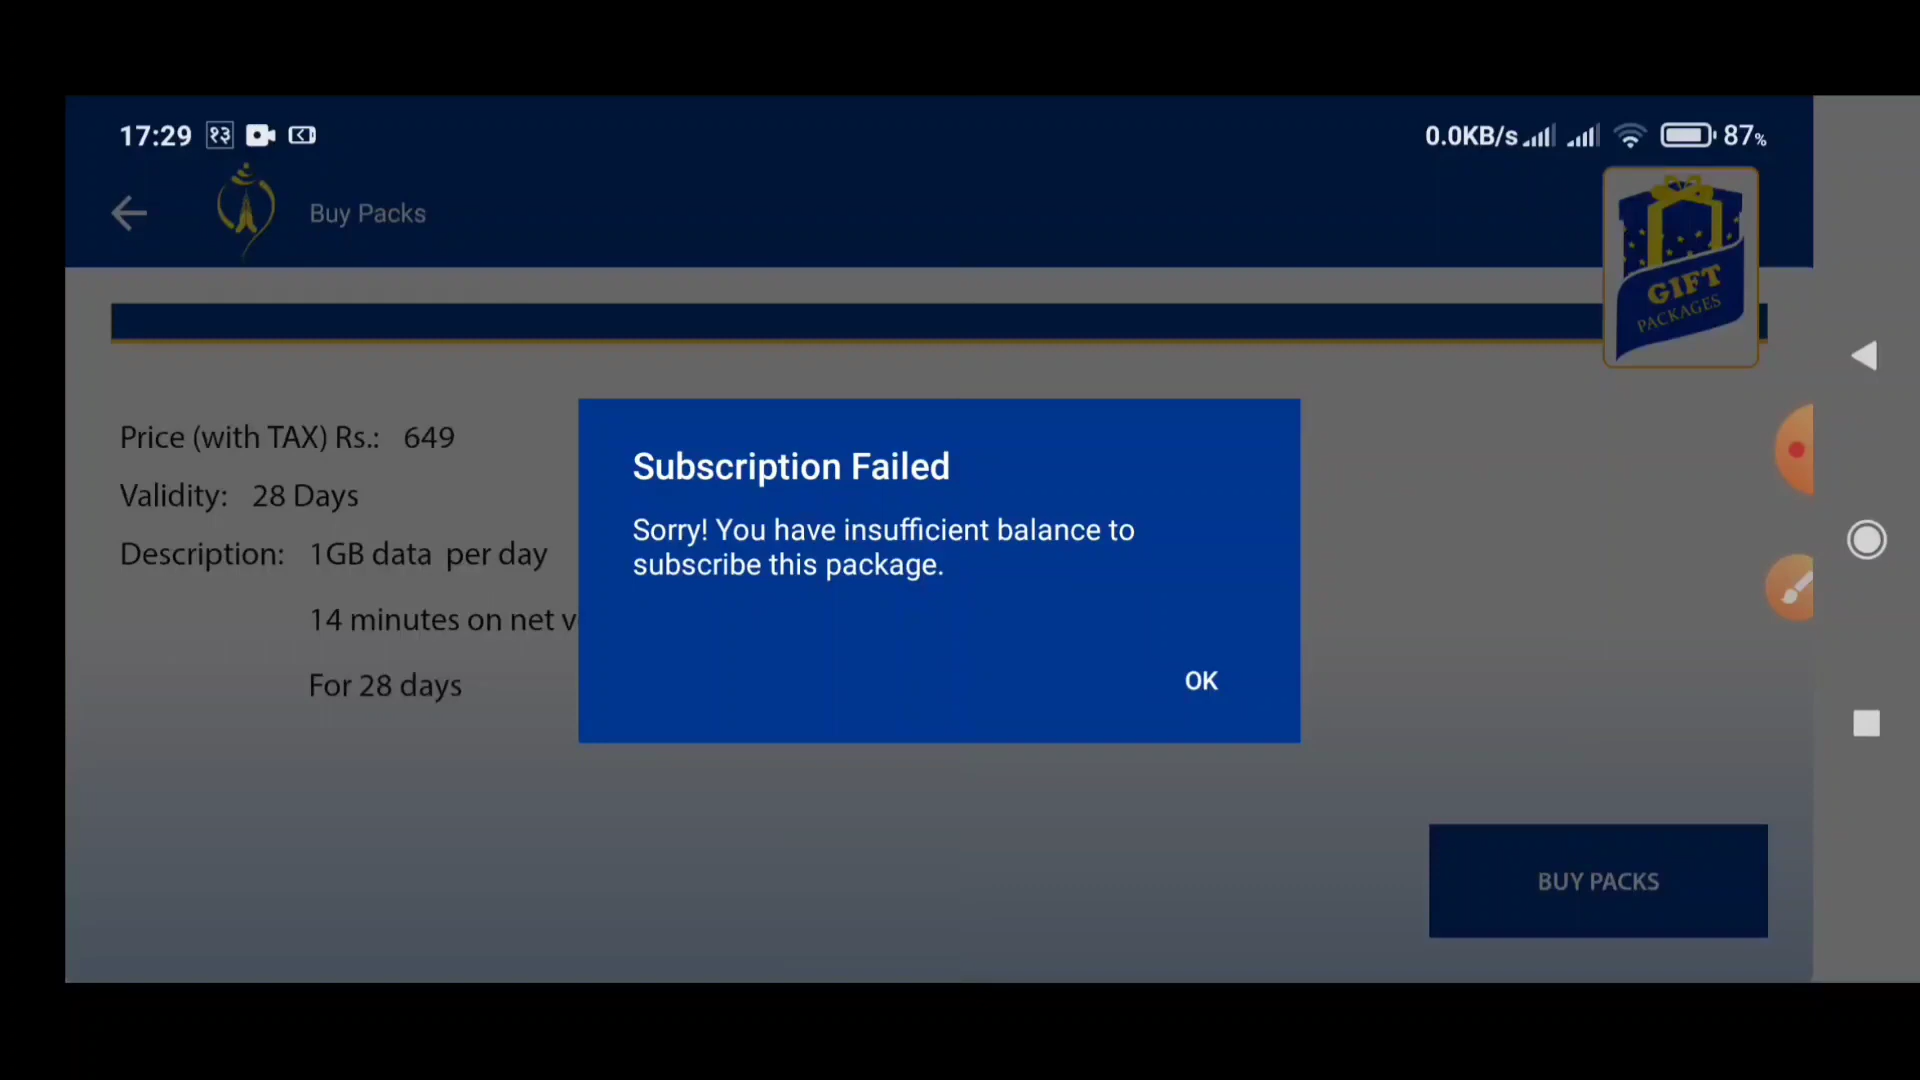 17:29 १३ 0.0KB/s 87%
Buy Packs
GIFT
PACKAGES
Price (with TAX) Rs.: 649
Validity: 28 Days
Description: 1GB data per day
14 minutes on net v
For 28 days
Subscription Failed
Sorry! You have insufficient balance to
subscribe this package.
OK
BUY PACKS